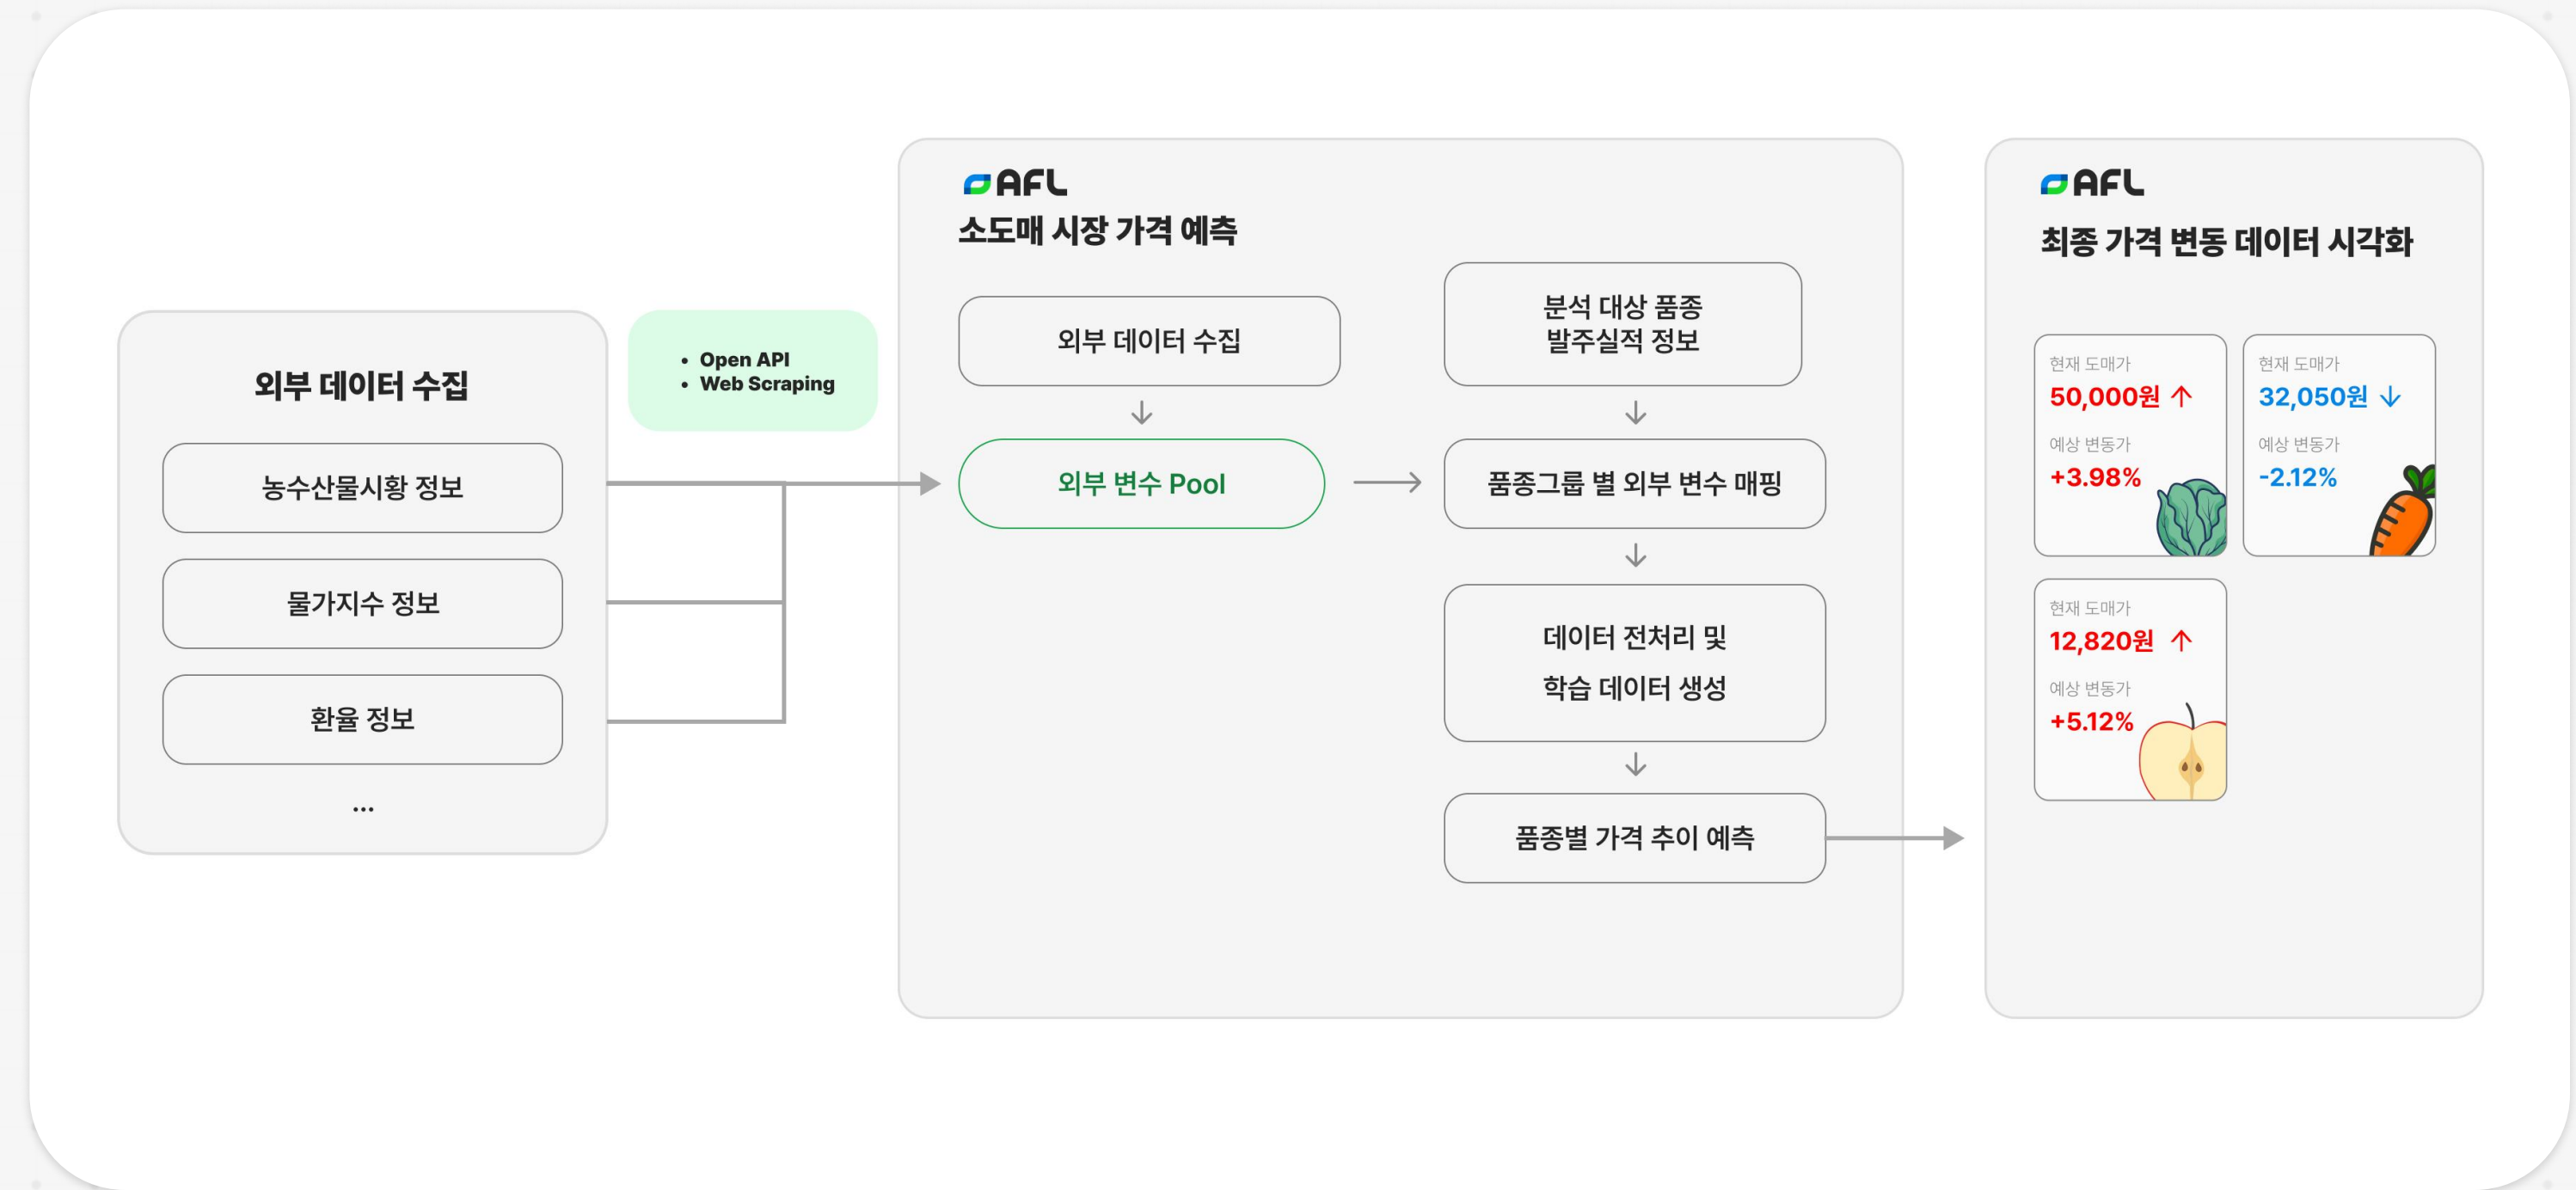 외부 데이터 수집
농수산물시황 정보
물가지수 정보
환율 정보
...
• Open API
• Web Scraping
AFL
소도매 시장 가격 예측
외부 데이터 수집
외부 변수 Pool
분석 대상 품종
발주실적 정보
품종그룹 별 외부 변수 매핑
데이터 전처리 및
학습 데이터 생성
품종별 가격 추이 예측
AFL
최종 가격 변동 데이터 시각화
현재 도매가
50,000원 ↑
예상 변동가
+3.98%
현재 도매가
32,050원 ↓
예상 변동가
-2.12%
현재 도매가
12,820원 ↑
예상 변동가
+5.12%